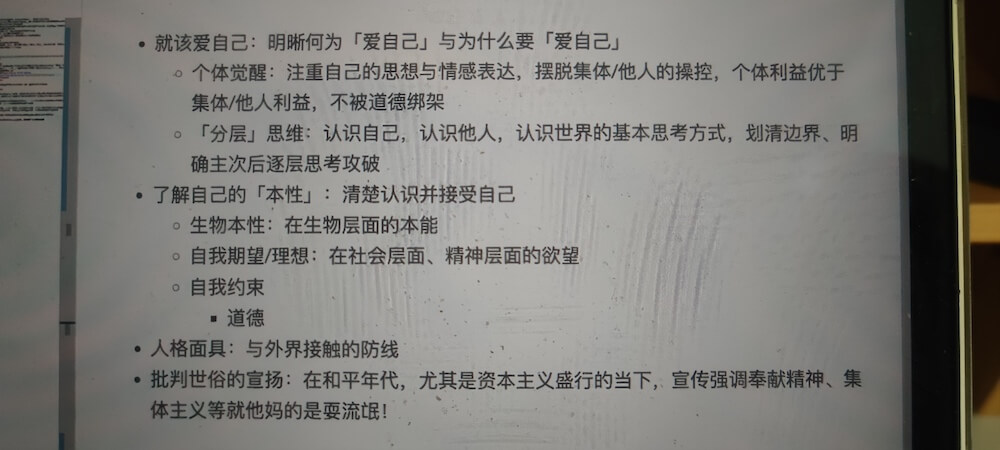 • 就该爱自己：明晰何为「爱自己」与为什么要「爱自己」
◦ 个体觉醒：注重自己的思想与情感表达，摆脱集体/他人的操控，个体利益优于
集体/他人利益，不被道德绑架
◦ 「分层」思维：认识自己，认识他人，认识世界的基本思考方式，划清边界、明
确主次后逐层思考攻破
• 了解自己的「本性」：清楚认识并接受自己
◦ 生物本性：在生物层面的本能
◦ 自我期望/理想：在社会层面、精神层面的欲望
◦ 自我约束
▪ 道德
• 人格面具：与外界接触的防线
• 批判世俗的宣扬：在和平年代，尤其是资本主义盛行的当下，宣传强调奉献精神、集
体主义等就他妈的是耍流氓！